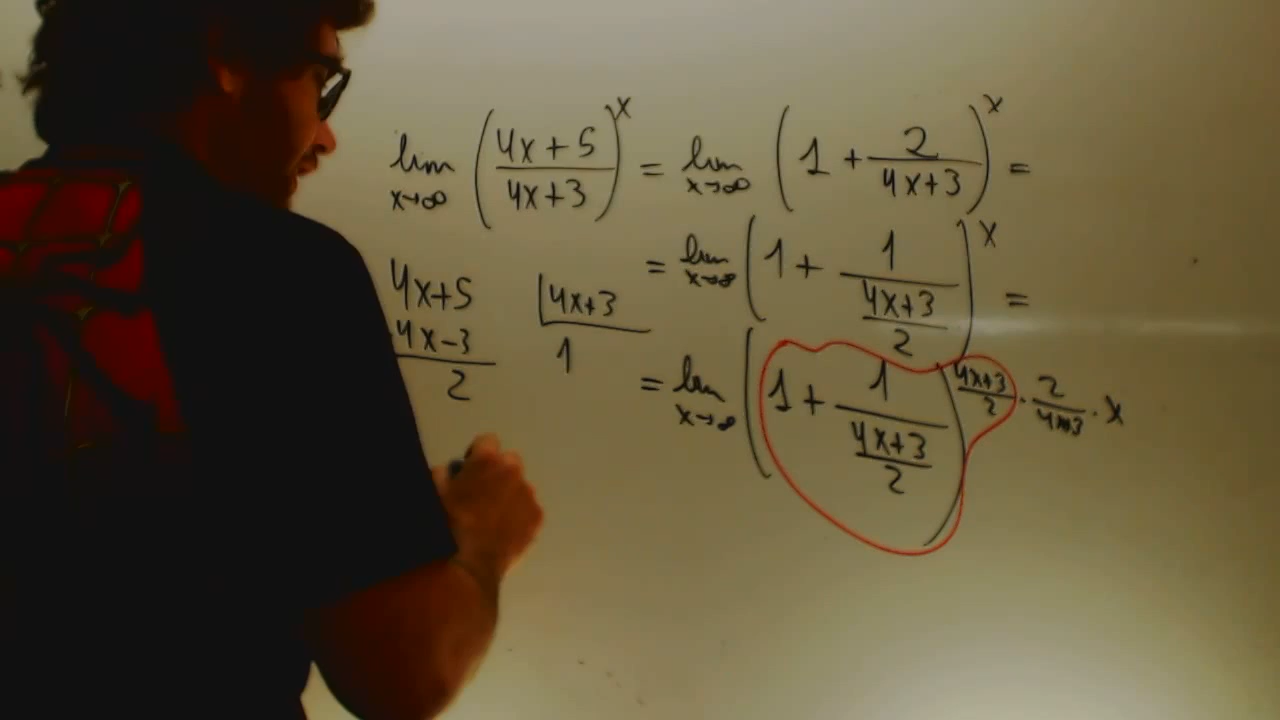 lim x→∞ ((4x+5)/(4x+3))^x = lim x→∞ (1 + 2/(4x+3))^x =
= lim x→∞ (1 + 1/((4x+3)/2))^x =
4x+5 |4x+3
4x-3 1
2
= lim x→∞ (1 + 1/((4x+3)/2))^((4x+3)/2 · 2/(4x+3) · x)